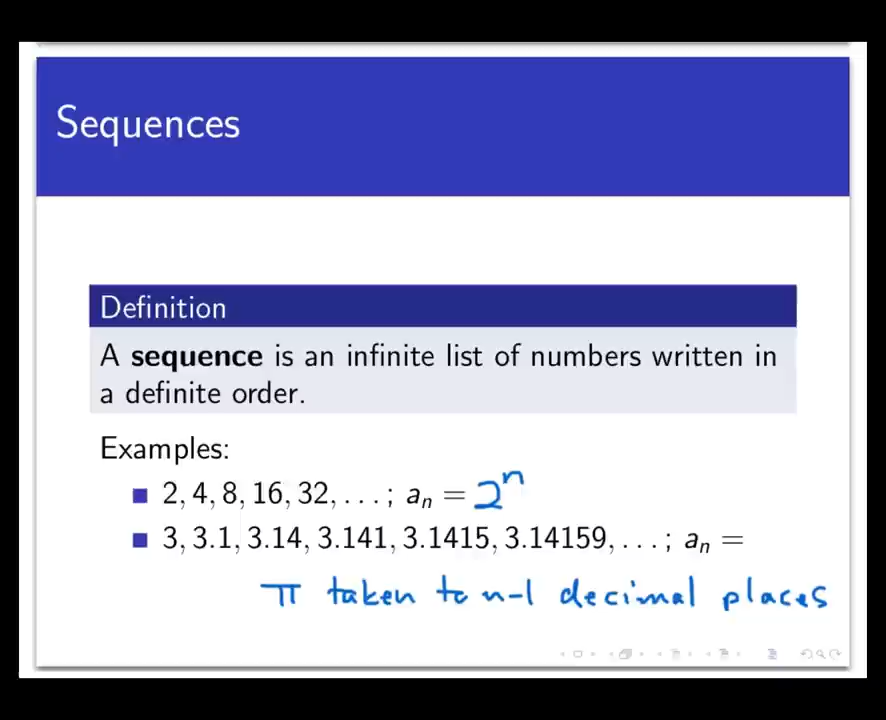 Sequences
Definition
A sequence is an infinite list of numbers written in
a definite order.
Examples:
2, 4, 8, 16, 32, . . . ; aₙ = 2ⁿ
3, 3.1, 3.14, 3.141, 3.1415, 3.14159, . . . ; aₙ =
π taken to n-1 decimal places